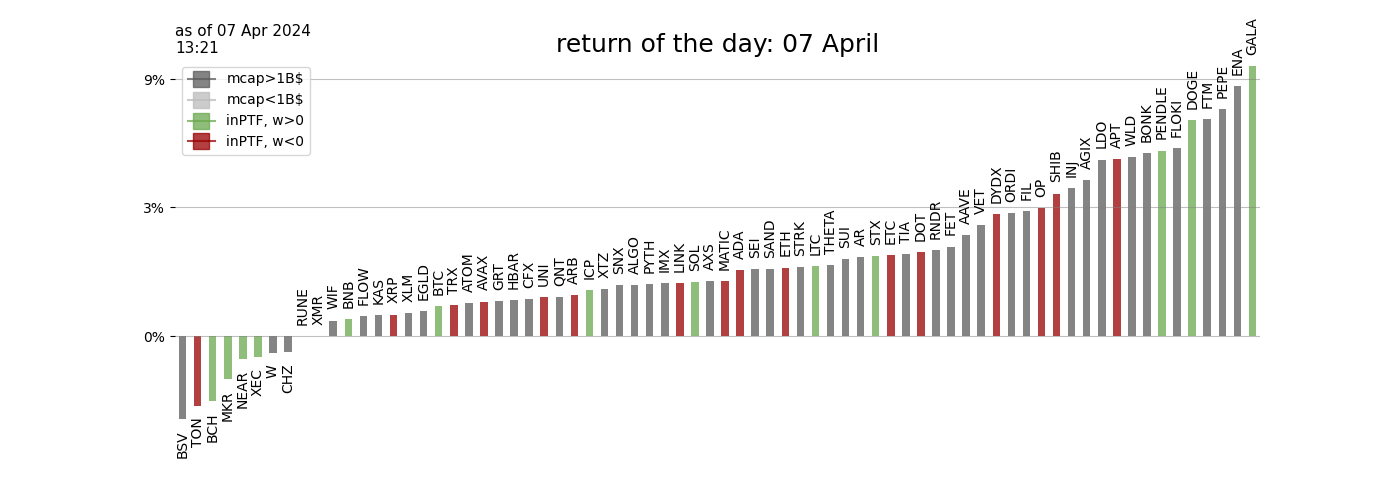 as of 07 Apr 2024
13:21
return of the day: 07 April
mcap>1B$
mcap<1B$
inPTF, w>0
inPTF, w<0
9%
3%
0%
BSV
TON
BCH
MKR
NEAR
XEC
W
CHZ
RUNE
XMR
WIF
BNB
FLOW
KAS
XRP
XLM
EGLD
BTC
TRX
ATOM
AVAX
GRT
HBAR
CFX
UNI
QNT
ARB
ICP
XTZ
SNX
ALGO
PYTH
IMX
LINK
SOL
AXS
MATIC
ADA
SEI
SAND
ETH
STRK
LTC
THETA
SUI
AR
STX
ETC
TIA
DOT
RNDR
FET
AAVE
VET
DYDX
ORDI
FIL
OP
SHIB
INJ
AGIX
LDO
APT
WLD
BONK
PENDLE
FLOKI
DOGE
FTM
PEPE
ENA
GALA